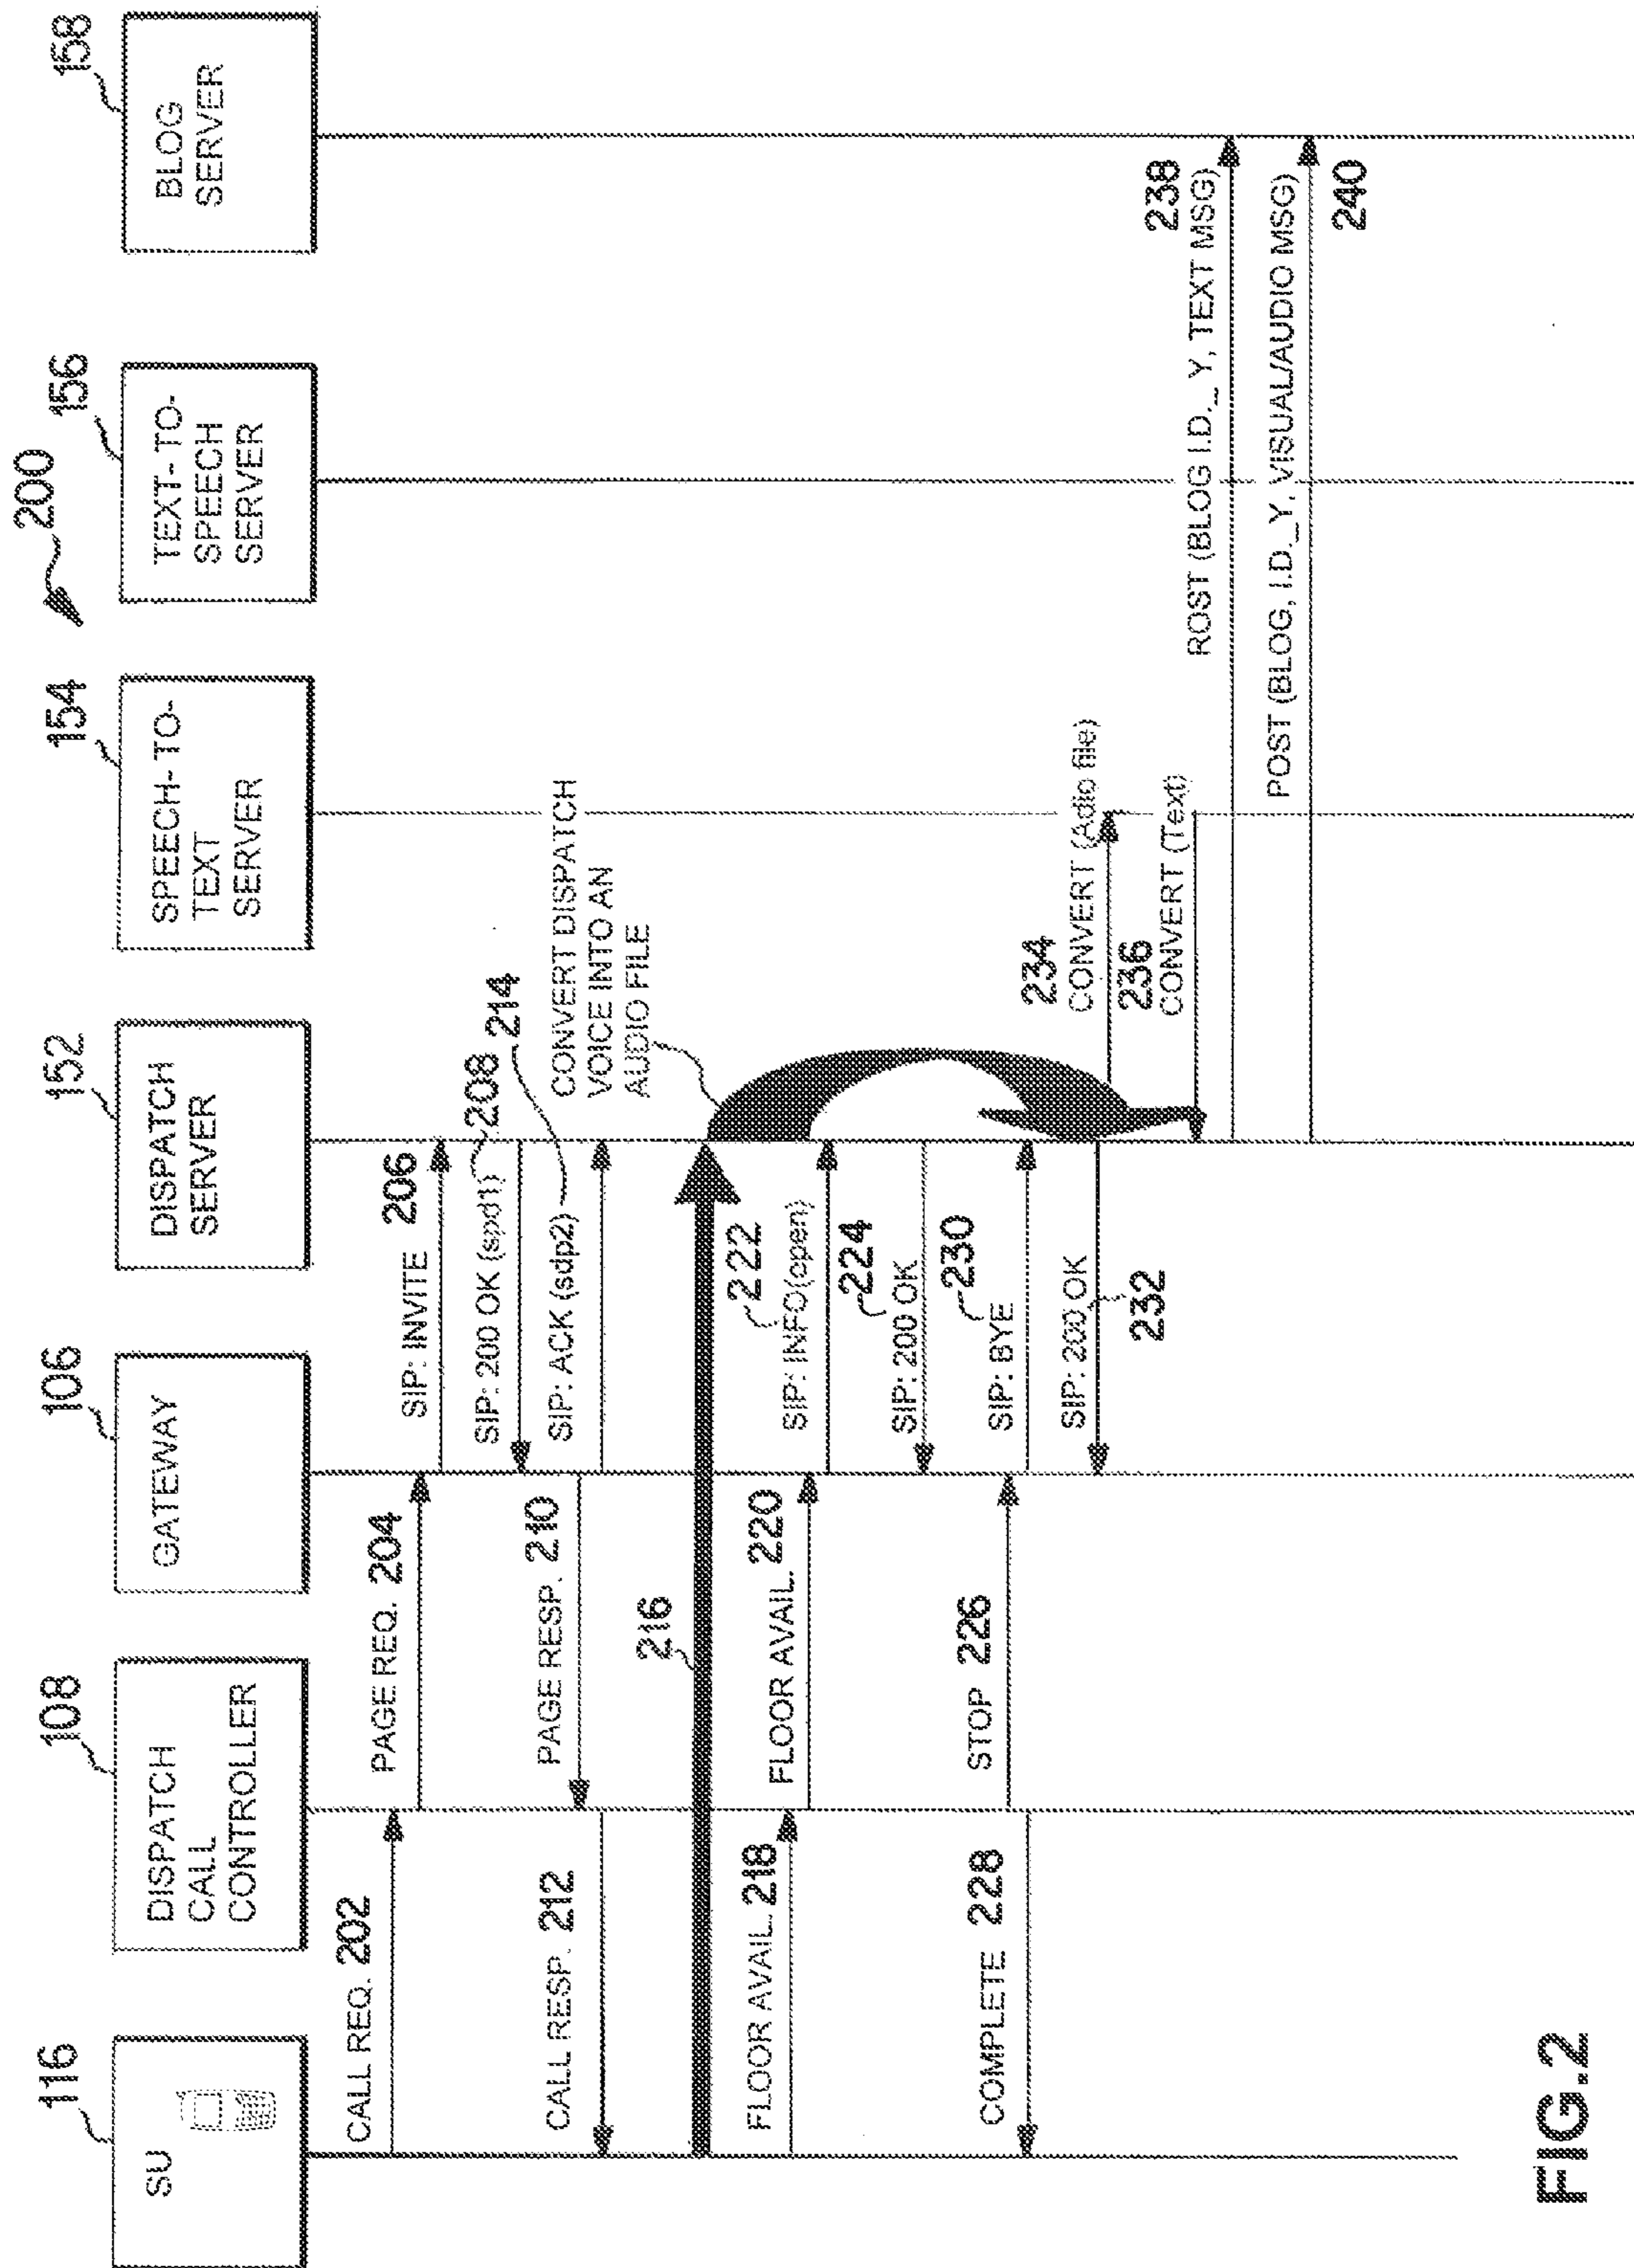 200
116
SU
108
DISPATCH
CALL
CONTROLLER
106
GATEWAY
152
DISPATCH
SERVER
154
SPEECH- TO-
TEXT
SERVER
156
TEXT- TO-
SPEECH
SERVER
158
BLOG
SERVER
CALL REQ. 202
PAGE REQ. 204
SIP: INVITE 206
SIP: 200 OK (spd1) 208
PAGE RESP. 210
CALL RESP. 212
SIP: ACK (sdp2) 214
216
CONVERT DISPATCH
VOICE INTO AN
AUDIO FILE
FLOOR AVAIL. 218
FLOOR AVAIL. 220
222
SIP: INFO(open)
224
SIP: 200 OK
STOP 226
COMPLETE 228
230
SIP: BYE
SIP: 200 OK
232
234
CONVERT (Adio file)
236
CONVERT (Text)
238
ROST (BLOG I.D._Y, TEXT MSG)
POST (BLOG, I.D._Y, VISUAL/AUDIO MSG)
240
FIG.2